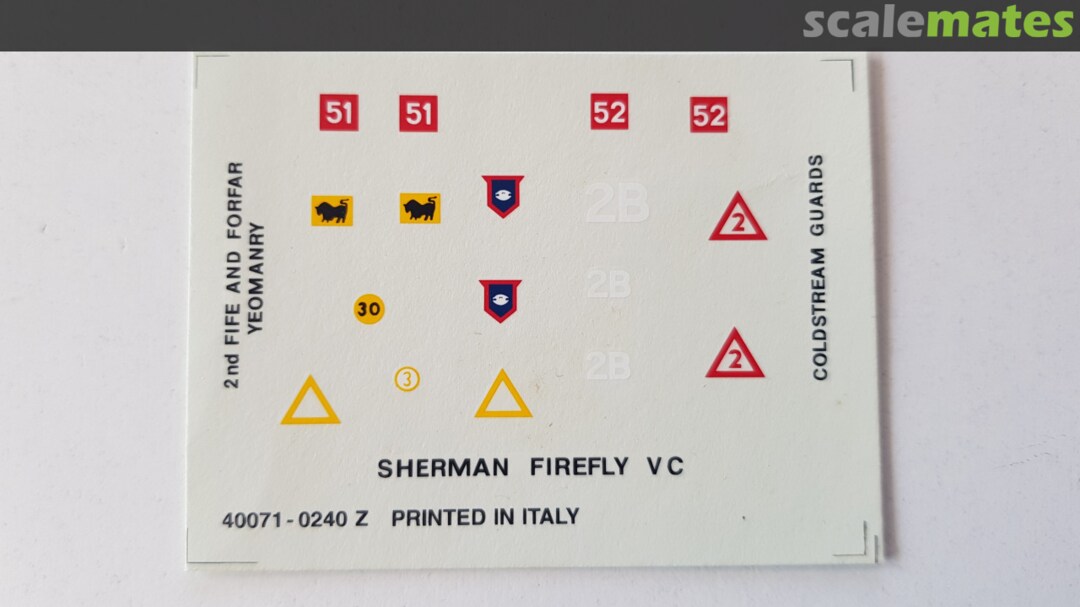 scalemates
51 51 52 52
2nd FIFE AND FORFAR
YEOMANRY
2B
2
30
2B
3
2B
2
COLDSTREAM GUARDS
SHERMAN FIREFLY VC
40071-0240 Z PRINTED IN ITALY